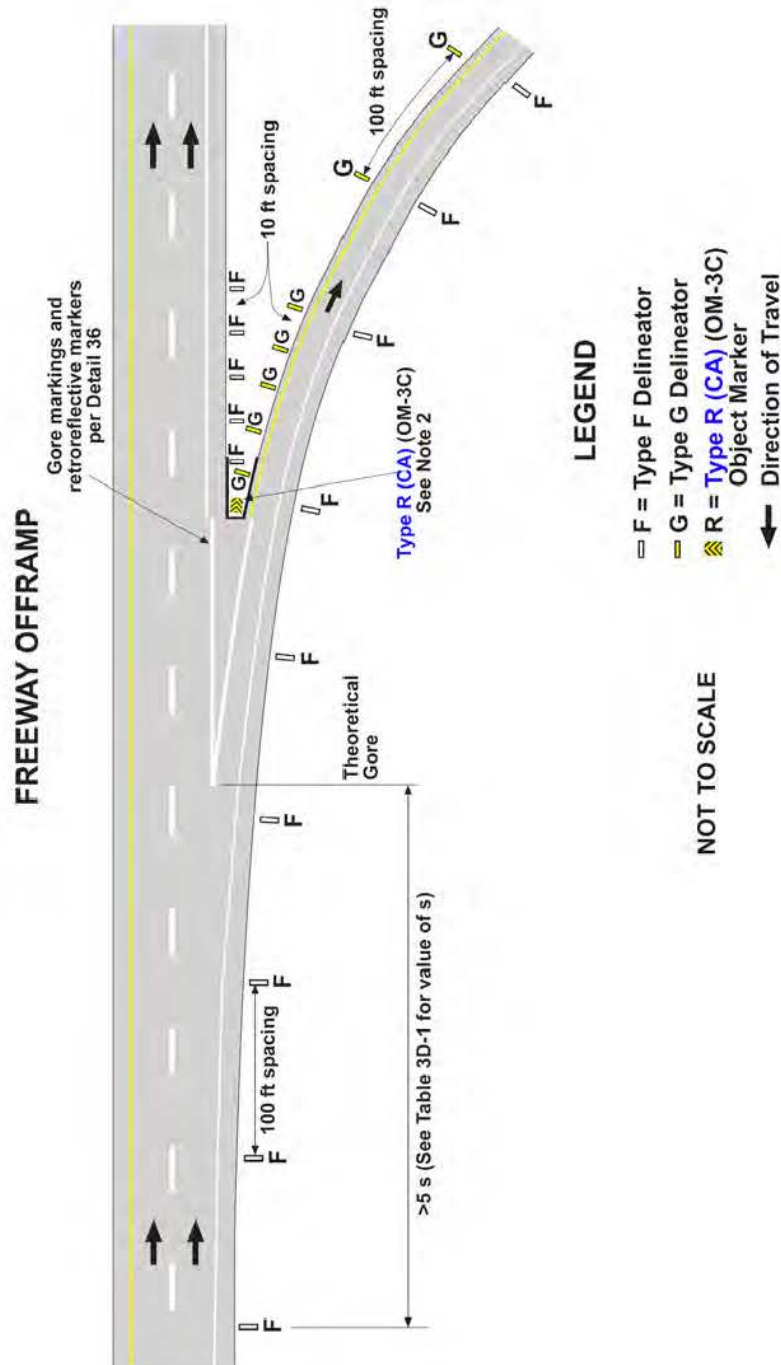 FREEWAY OFFRAMP
Gore markings and
retroreflective markers
per Detail 36
10 ft spacing
100 ft spacing
F
F
F
F
F
G
G
G
G
G
G
G
Type R (CA) (OM-3C)
See Note 2
Theoretical
Gore
F
F
F
F
F
F
F
F
F
100 ft spacing
>5 s (See Table 3D-1 for value of s)
NOT TO SCALE
LEGEND
F = Type F Delineator
G = Type G Delineator
R = Type R (CA) (OM-3C)
Object Marker
Direction of Travel